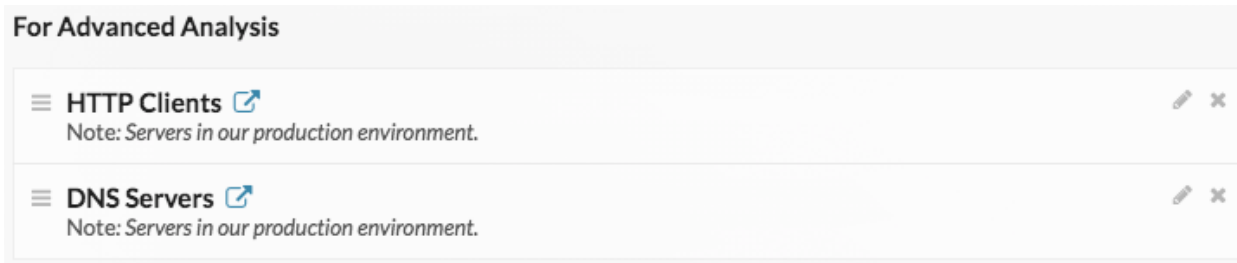 For Advanced Analysis
HTTP Clients
Note: Servers in our production environment.
DNS Servers
Note: Servers in our production environment.